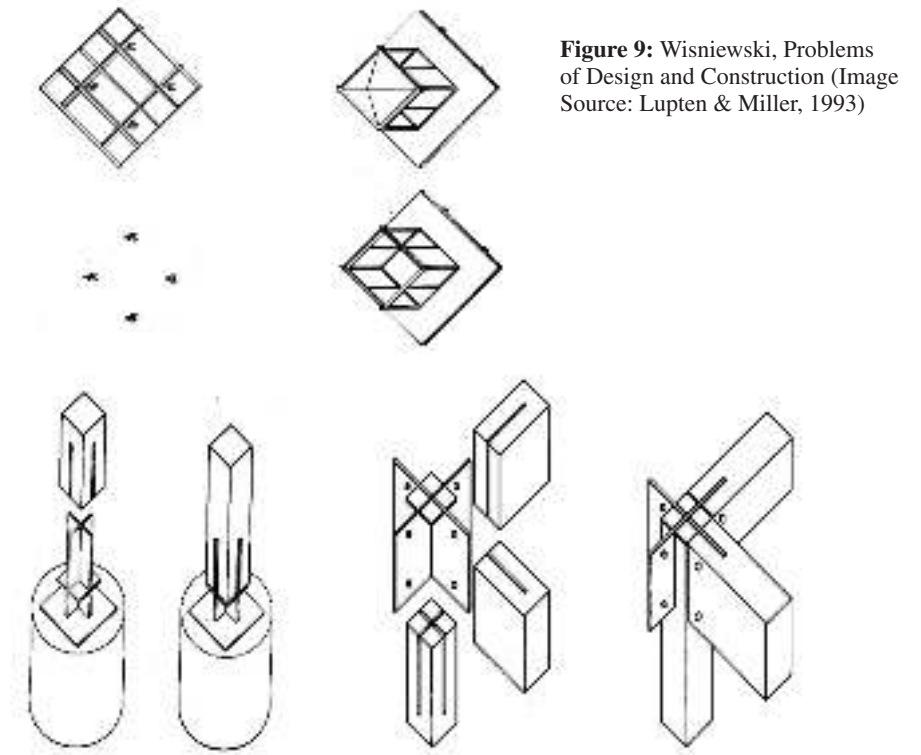 Figure 9: Wisniewski, Problems
of Design and Construction (Image
Source: Lupten & Miller, 1993)